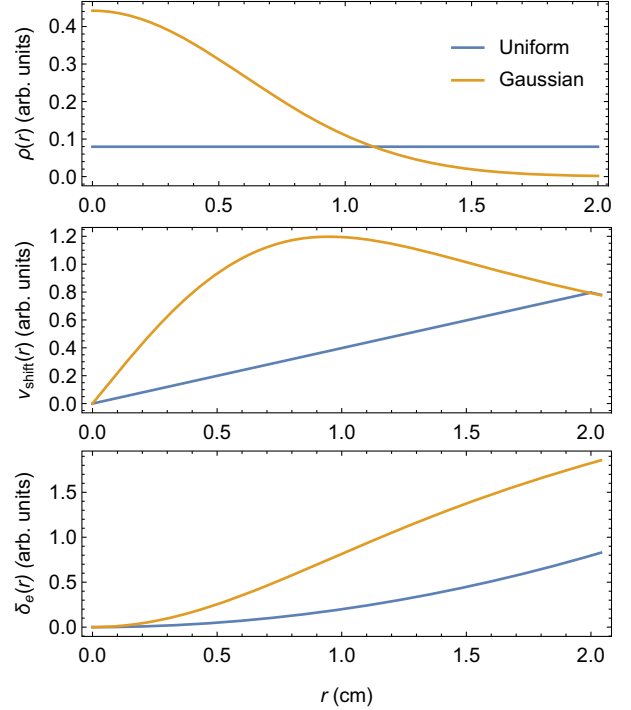 ρ(r) (arb. units)
0.4
0.3
0.2
0.1
0.0
Uniform
Gaussian
0.0 0.5 1.0 1.5 2.0
v_shift(r) (arb. units)
1.2
1.0
0.8
0.6
0.4
0.2
0.0
0.0 0.5 1.0 1.5 2.0
δ_e(r) (arb. units)
1.5
1.0
0.5
0.0
0.0 0.5 1.0 1.5 2.0
r (cm)